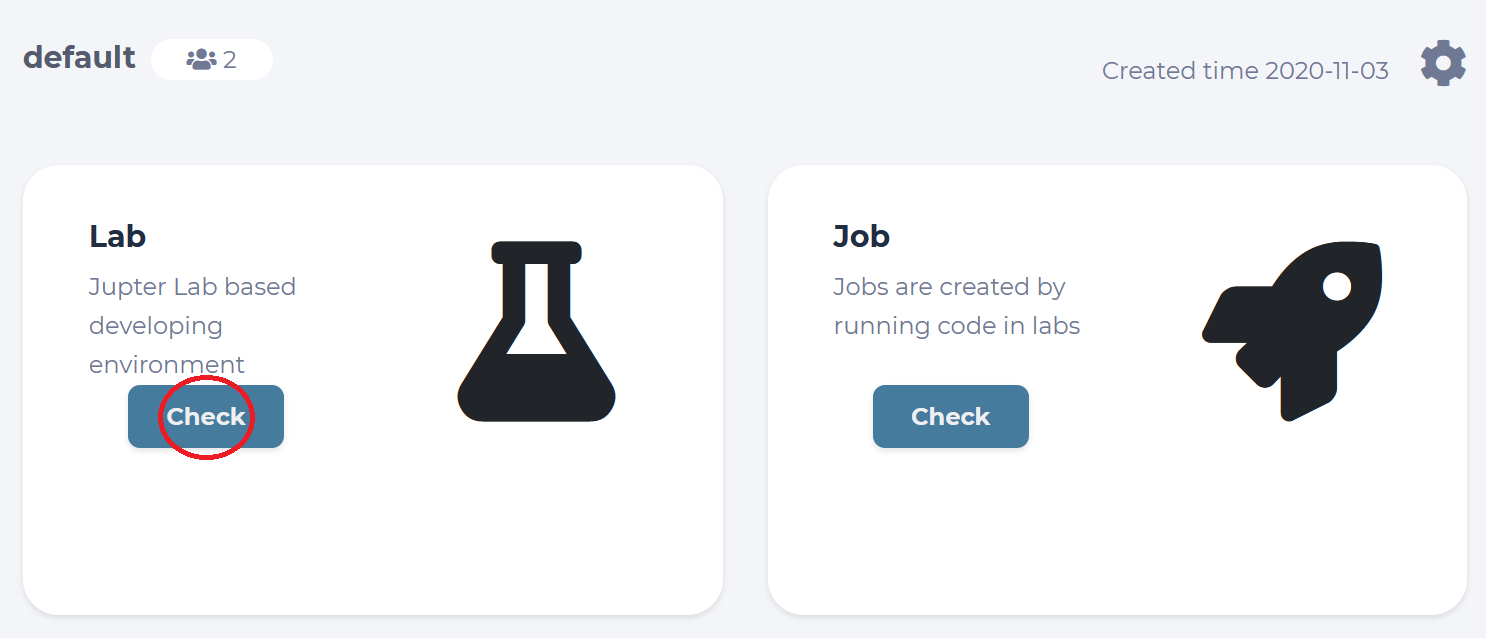 default 2
Created time 2020-11-03
Lab
Jupter Lab based
developing
environment
Check
Job
Jobs are created by
running code in labs
Check